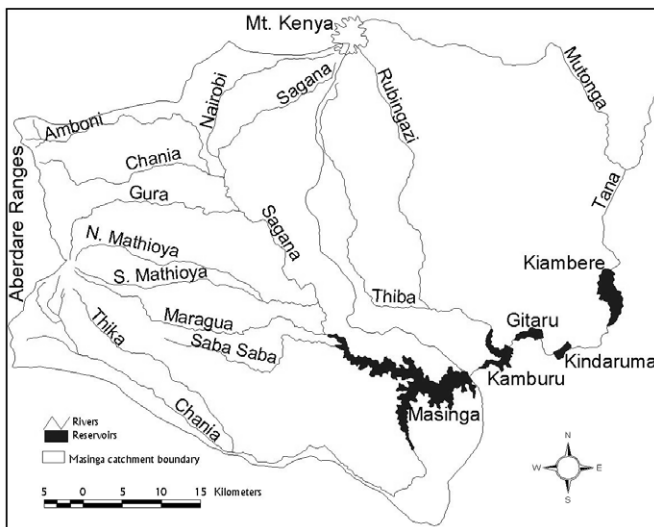 Mt. Kenya
Nairobi
Sagana
Rubingazi
Mutonga
Amboni
Chania
Gura
Sagana
Tana
Aberdare Ranges
N. Mathioya
S. Mathioya
Kiambere
Thiba
Maragua
Gitaru
Thika
Saba Saba
Kindaruma
Kamburu
Masinga
Chania
Rivers
Reservoirs
Masinga catchment boundary
5 0 5 10 15 Kilometers
N
W E
S